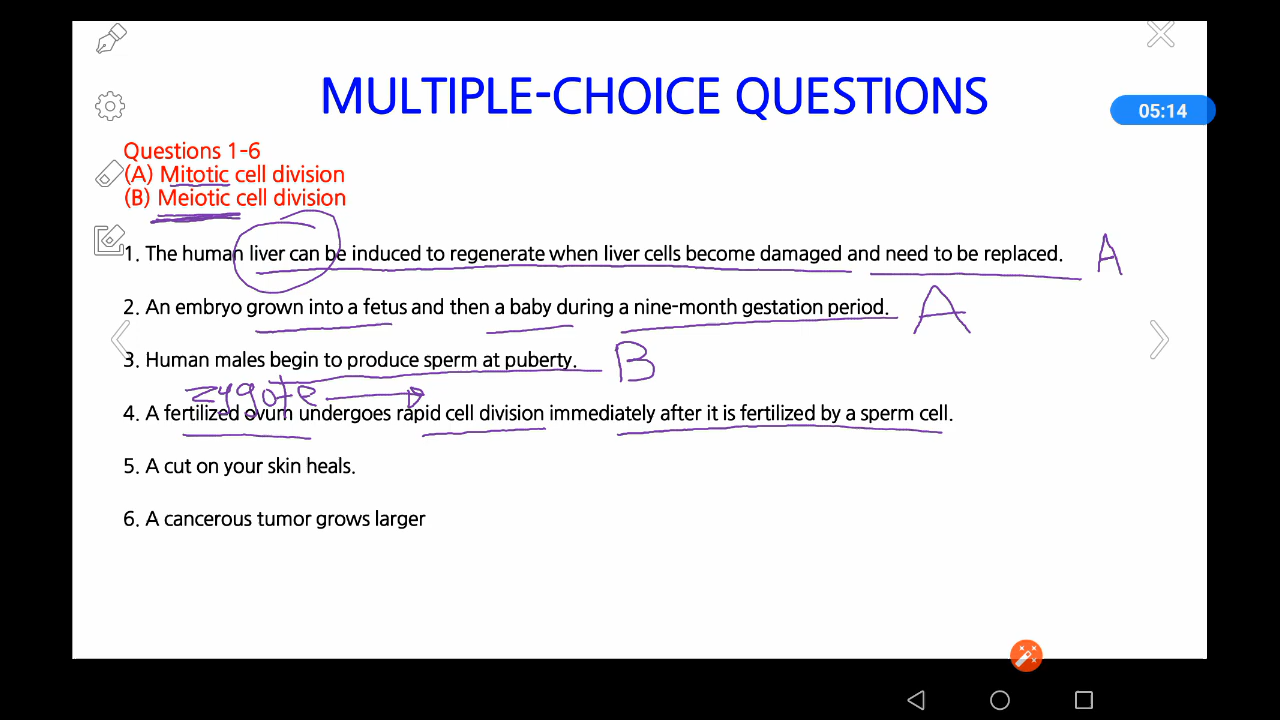 MULTIPLE-CHOICE QUESTIONS
05:14
Questions 1-6
(A) Mitotic cell division
(B) Meiotic cell division
1. The human liver can be induced to regenerate when liver cells become damaged and need to be replaced. A
2. An embryo grown into a fetus and then a baby during a nine-month gestation period. A
3. Human males begin to produce sperm at puberty. B
zygote →
4. A fertilized ovum undergoes rapid cell division immediately after it is fertilized by a sperm cell.
5. A cut on your skin heals.
6. A cancerous tumor grows larger